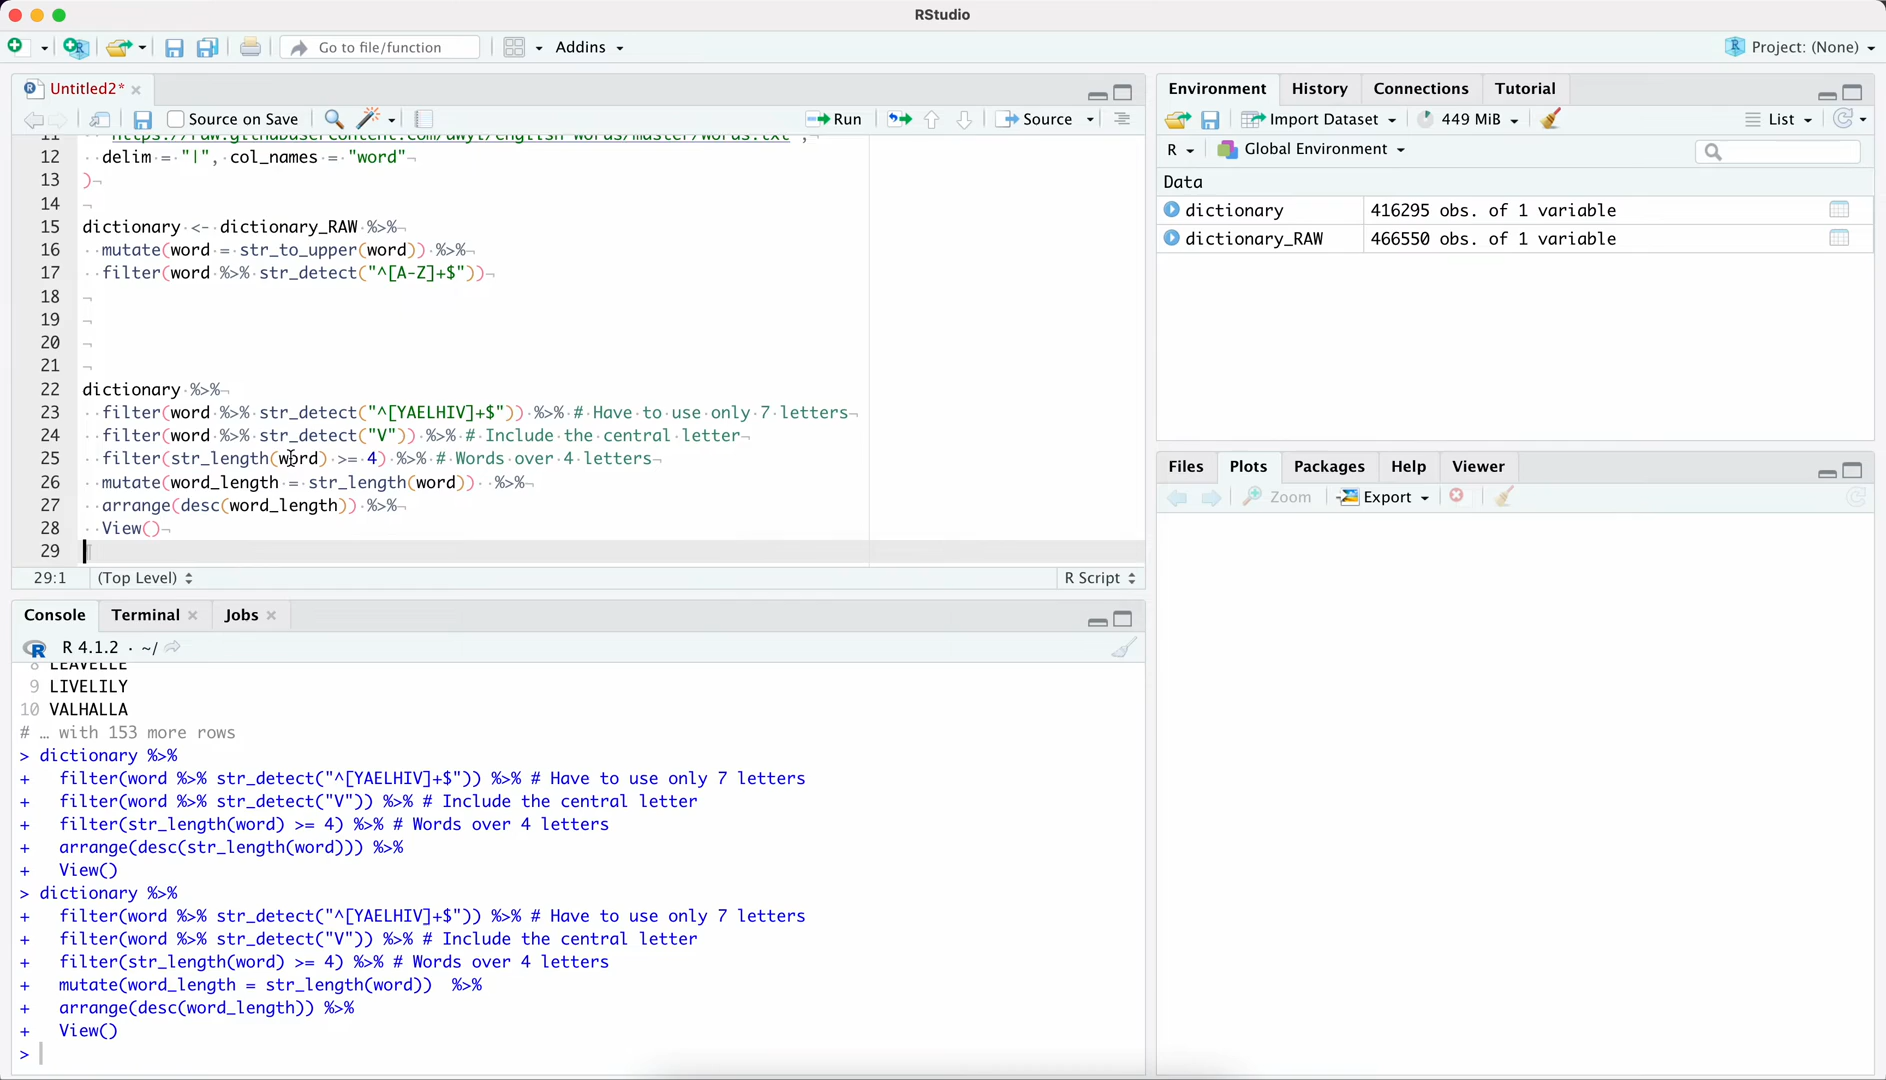 RStudio
Go to file/function
Addins
Project: (None)
Untitled2*
Source on Save
Run
Source
"https://raw.githubusercontent.com/dwyl/english-words/master/words.txt",
12 delim = "|", col_names = "word"
13 )
14
15 dictionary <- dictionary_RAW %>%
16 mutate(word = str_to_upper(word)) %>%
17 filter(word %>% str_detect("^[A-Z]+$"))
18
19
20
21
22 dictionary %>%
23 filter(word %>% str_detect("^[YAELHIV]+$")) %>% # Have to use only 7 letters
24 filter(word %>% str_detect("V")) %>% # Include the central letter
25 filter(str_length(word) >= 4) %>% # Words over 4 letters
26 mutate(word_length = str_length(word))  %>%
27 arrange(desc(word_length)) %>%
28 View()
29
29:1 (Top Level) R Script
Console Terminal Jobs
R 4.1.2 · ~/
8 LEAVELLE
9 LIVELILY
10 VALHALLA
# … with 153 more rows
> dictionary %>%
+ filter(word %>% str_detect("^[YAELHIV]+$")) %>% # Have to use only 7 letters
+ filter(word %>% str_detect("V")) %>% # Include the central letter
+ filter(str_length(word) >= 4) %>% # Words over 4 letters
+ arrange(desc(str_length(word))) %>%
+ View()
> dictionary %>%
+ filter(word %>% str_detect("^[YAELHIV]+$")) %>% # Have to use only 7 letters
+ filter(word %>% str_detect("V")) %>% # Include the central letter
+ filter(str_length(word) >= 4) %>% # Words over 4 letters
+ mutate(word_length = str_length(word))  %>%
+ arrange(desc(word_length)) %>%
+ View()
>
Environment History Connections Tutorial
Import Dataset 449 MiB List
R Global Environment
Data
dictionary 416295 obs. of 1 variable
dictionary_RAW 466550 obs. of 1 variable
Files Plots Packages Help Viewer
Zoom Export